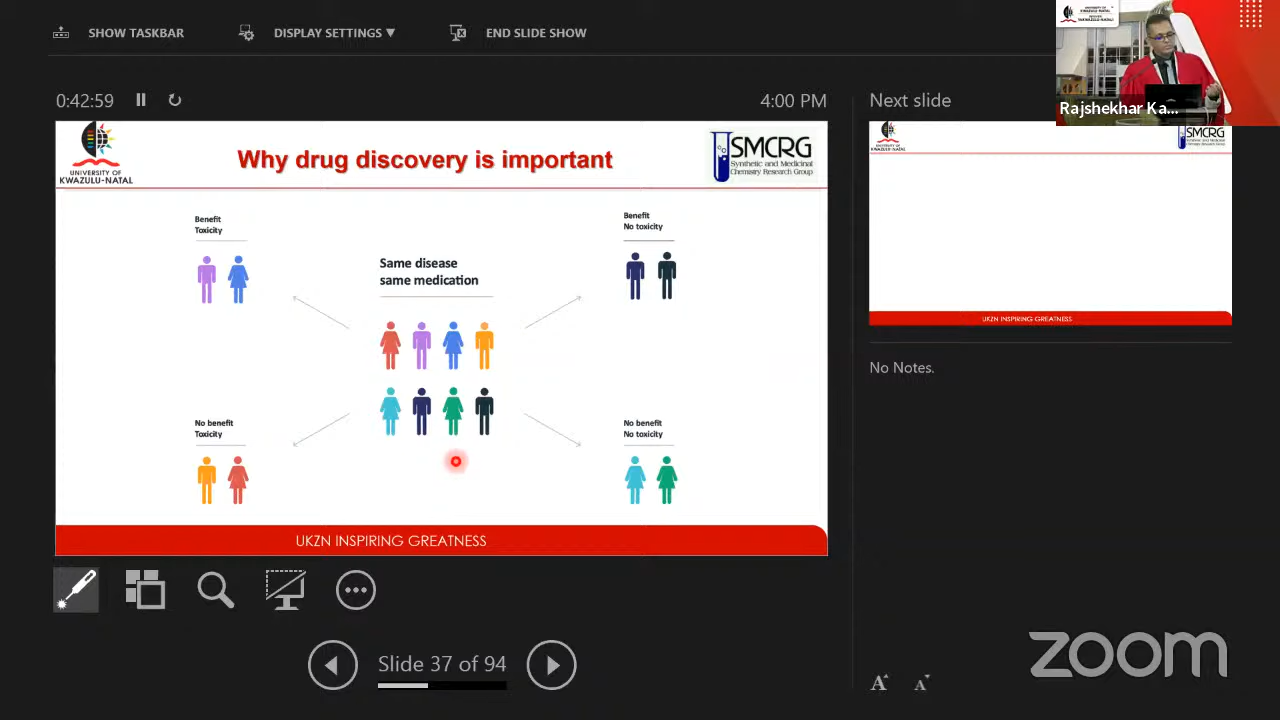 SHOW TASKBAR
DISPLAY SETTINGS ▼
END SLIDE SHOW
0:42:59
4:00 PM
Next slide
Rajshekhar Ka...
UNIVERSITY OF
KWAZULU-NATAL
Why drug discovery is important
SMCRG
Synthetic and Medicinal
Chemistry Research Group
Benefit
Toxicity
Benefit
No toxicity
Same disease
same medication
No benefit
Toxicity
No benefit
No toxicity
UKZN INSPIRING GREATNESS
SMCRG
UKZN INSPIRING GREATNESS
No Notes.
Slide 37 of 94
A A
zoom